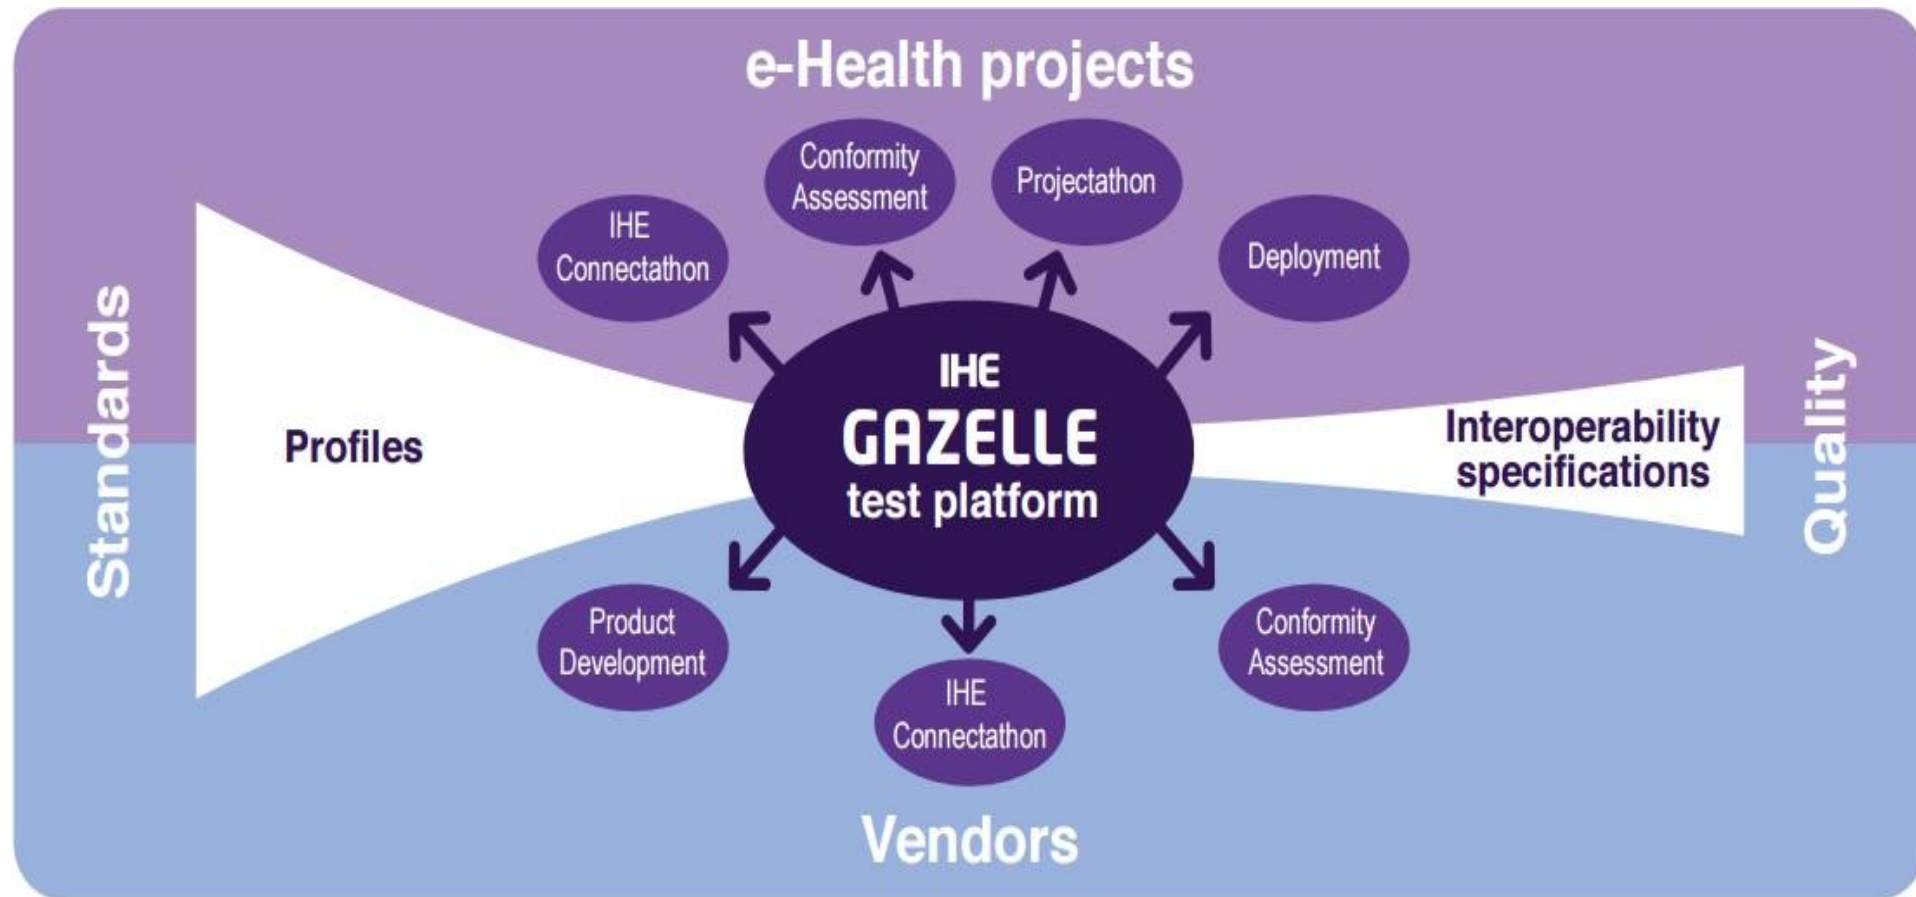 e-Health projects
Conformity
Assessment
Projectathon
IHE
Connectathon
Deployment
Standards
Profiles
IHE
GAZELLE
test platform
Interoperability
specifications
Quality
Product
Development
IHE
Connectathon
Conformity
Assessment
Vendors